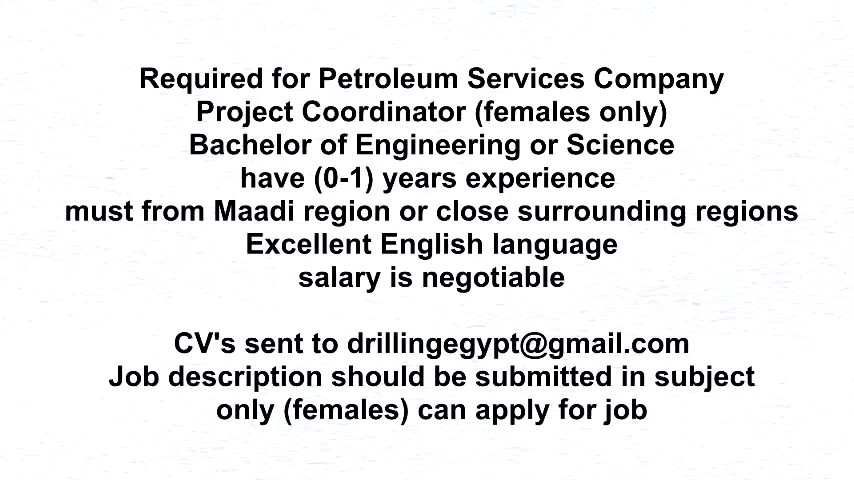 Required for Petroleum Services Company
Project Coordinator (females only)
Bachelor of Engineering or Science
have (0-1) years experience
must from Maadi region or close surrounding regions
Excellent English language
salary is negotiable
CV's sent to drillingegypt@gmail.com
Job description should be submitted in subject
only (females) can apply for job